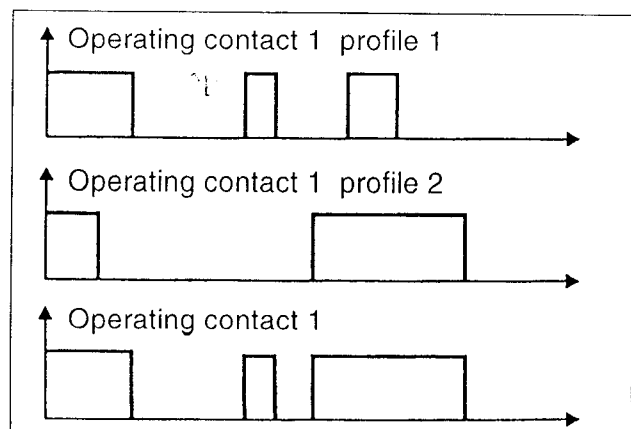 Operating contact 1 profile 1
Operating contact 1 profile 2
Operating contact 1